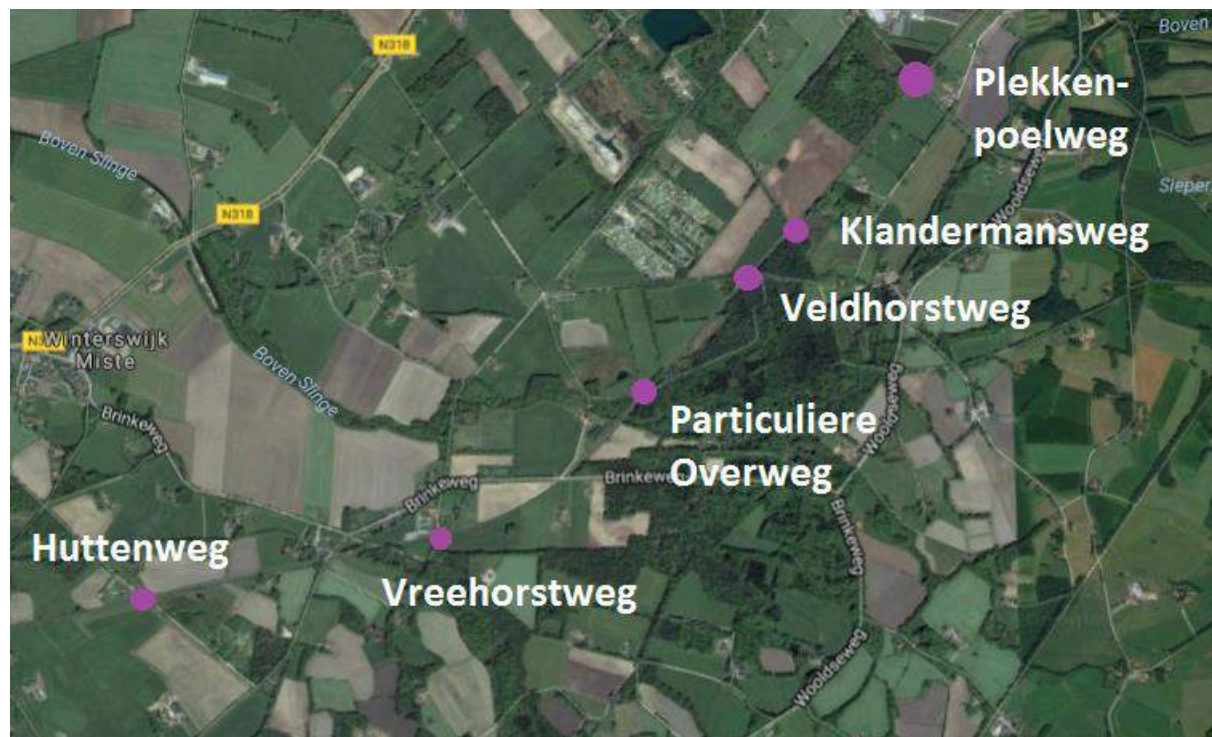 N318
Boven
Plekken-
poelweg
Boven Slinge
Sieper
N318
Wooldseweg
Klandermansweg
Veldhorstweg
Winterswijk
Miste
Boven Slinge
Particuliere
Overweg
Brinkeweg
Wooldseweg
Brinkeweg
Brinkeweg
Brinkeweg
Huttenweg
Vreehorstweg
Wooldseweg